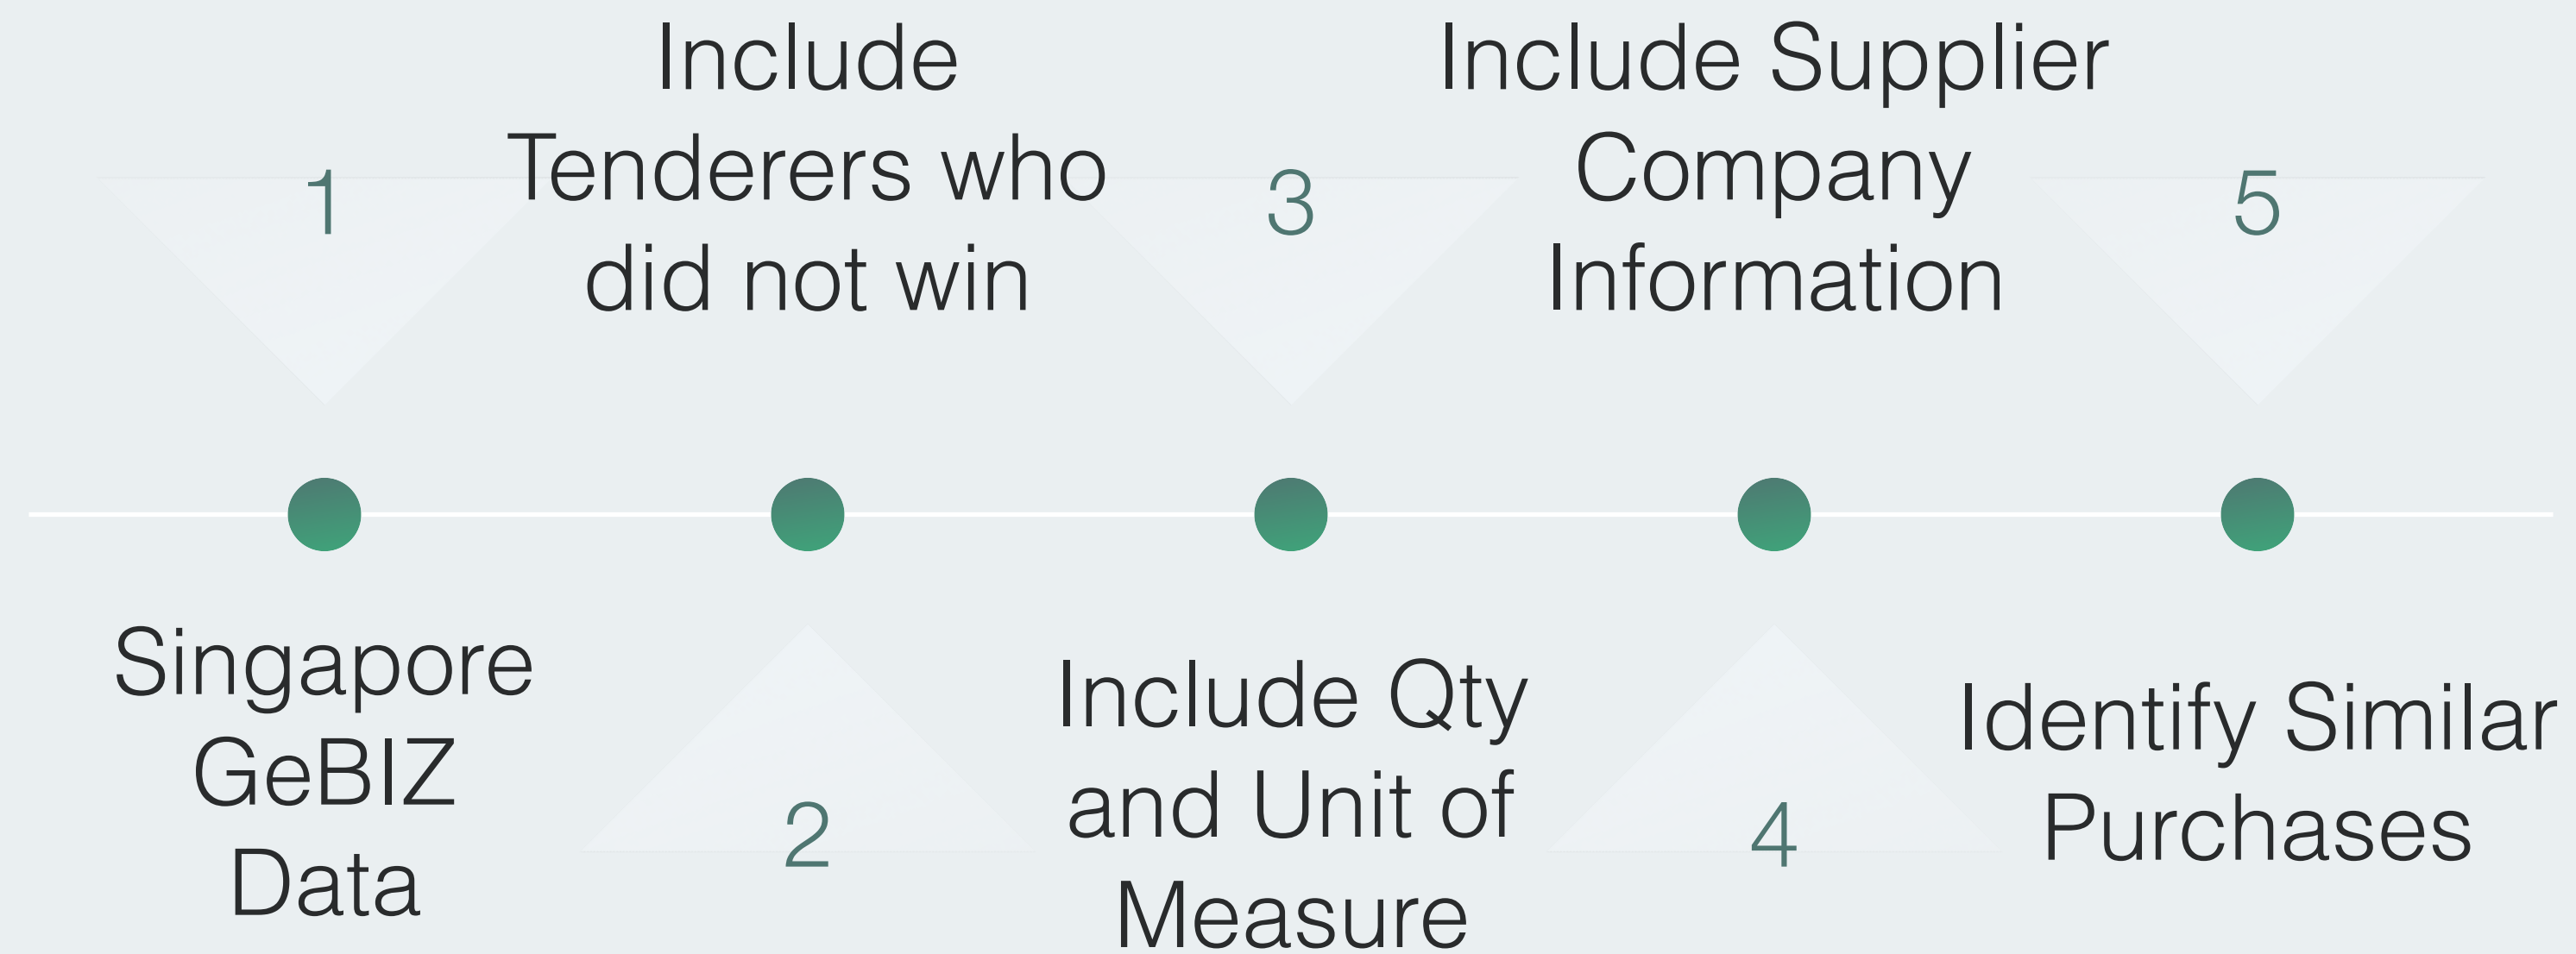 1
Singapore
GeBIZ
Data
Include
Tenderers who
did not win
2
3
Include Qty
and Unit of
Measure
Include Supplier
Company
Information
4
5
Identify Similar
Purchases